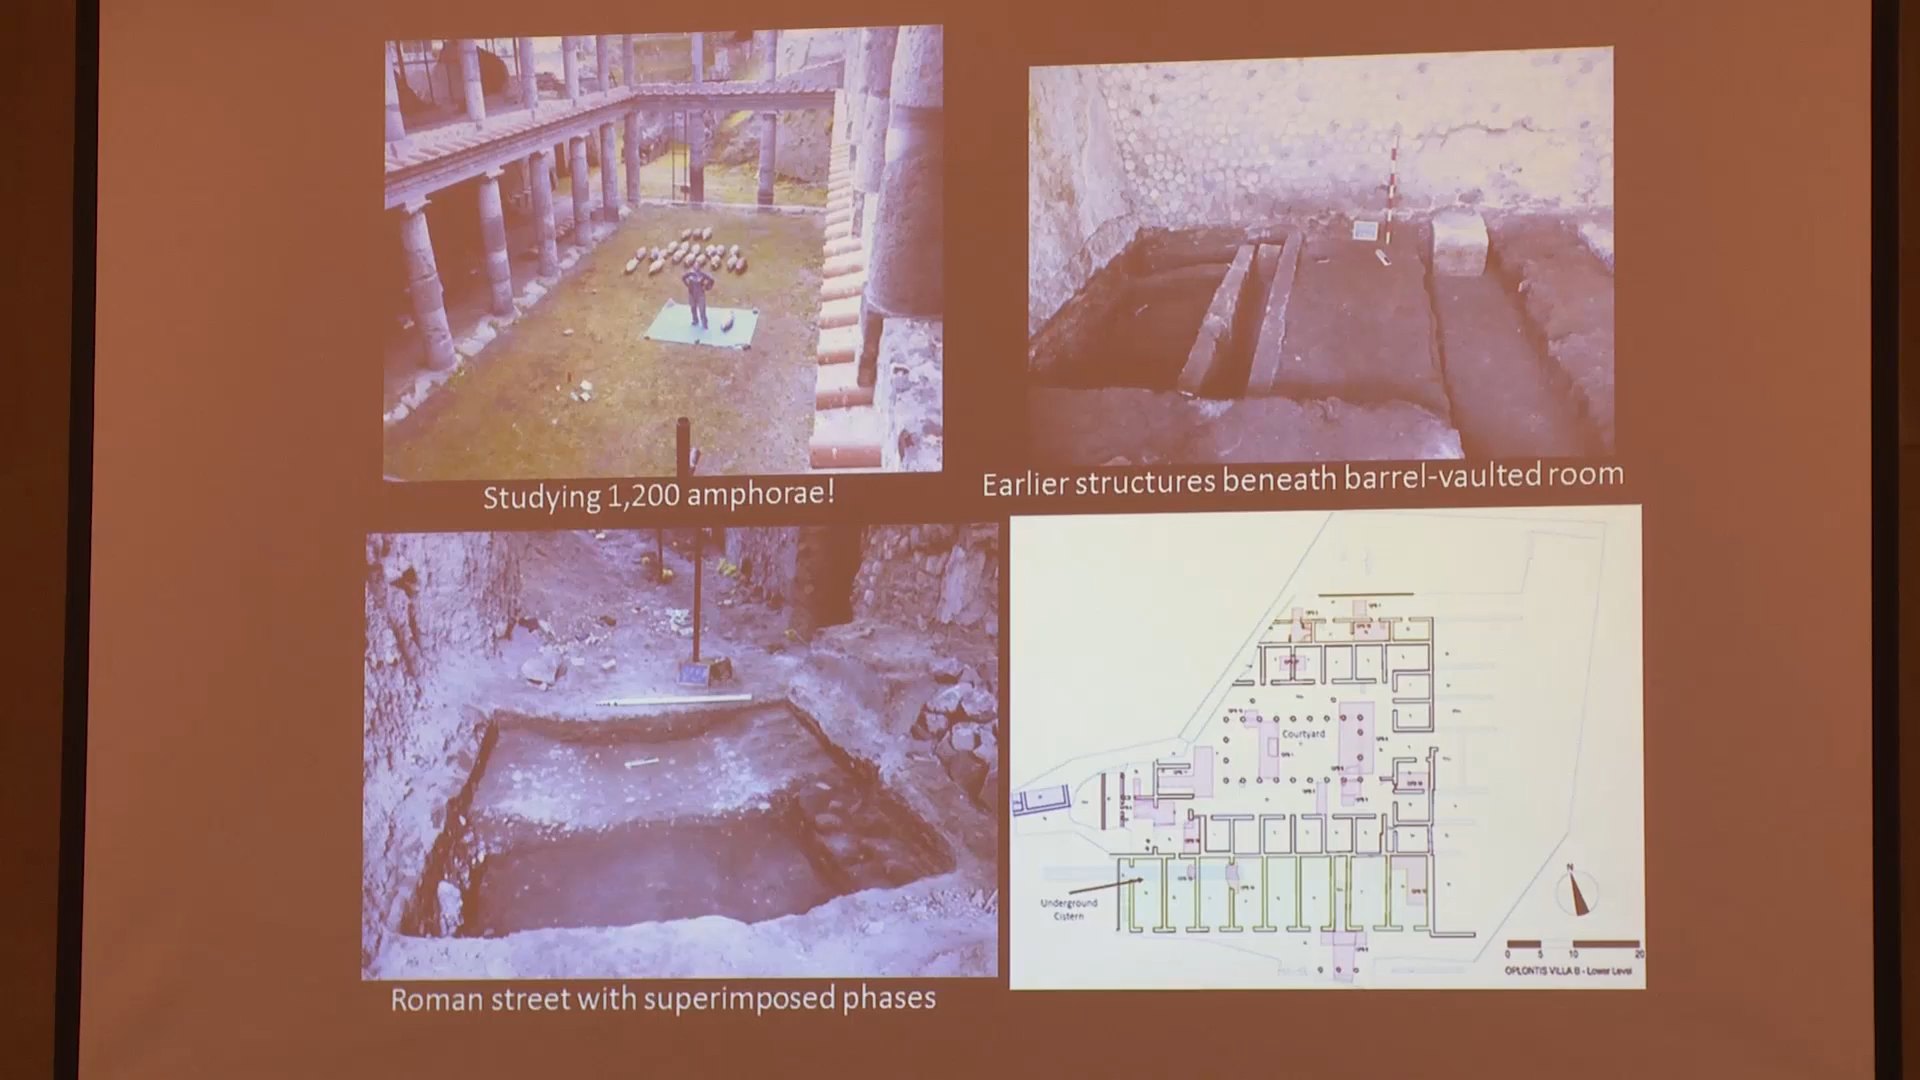 Studying 1,200 amphorae!
Earlier structures beneath barrel-vaulted room
Roman street with superimposed phases
Courtyard
Underground
Cistern
N
0 5 10 20
OPLONTIS VILLA B - Lower Level